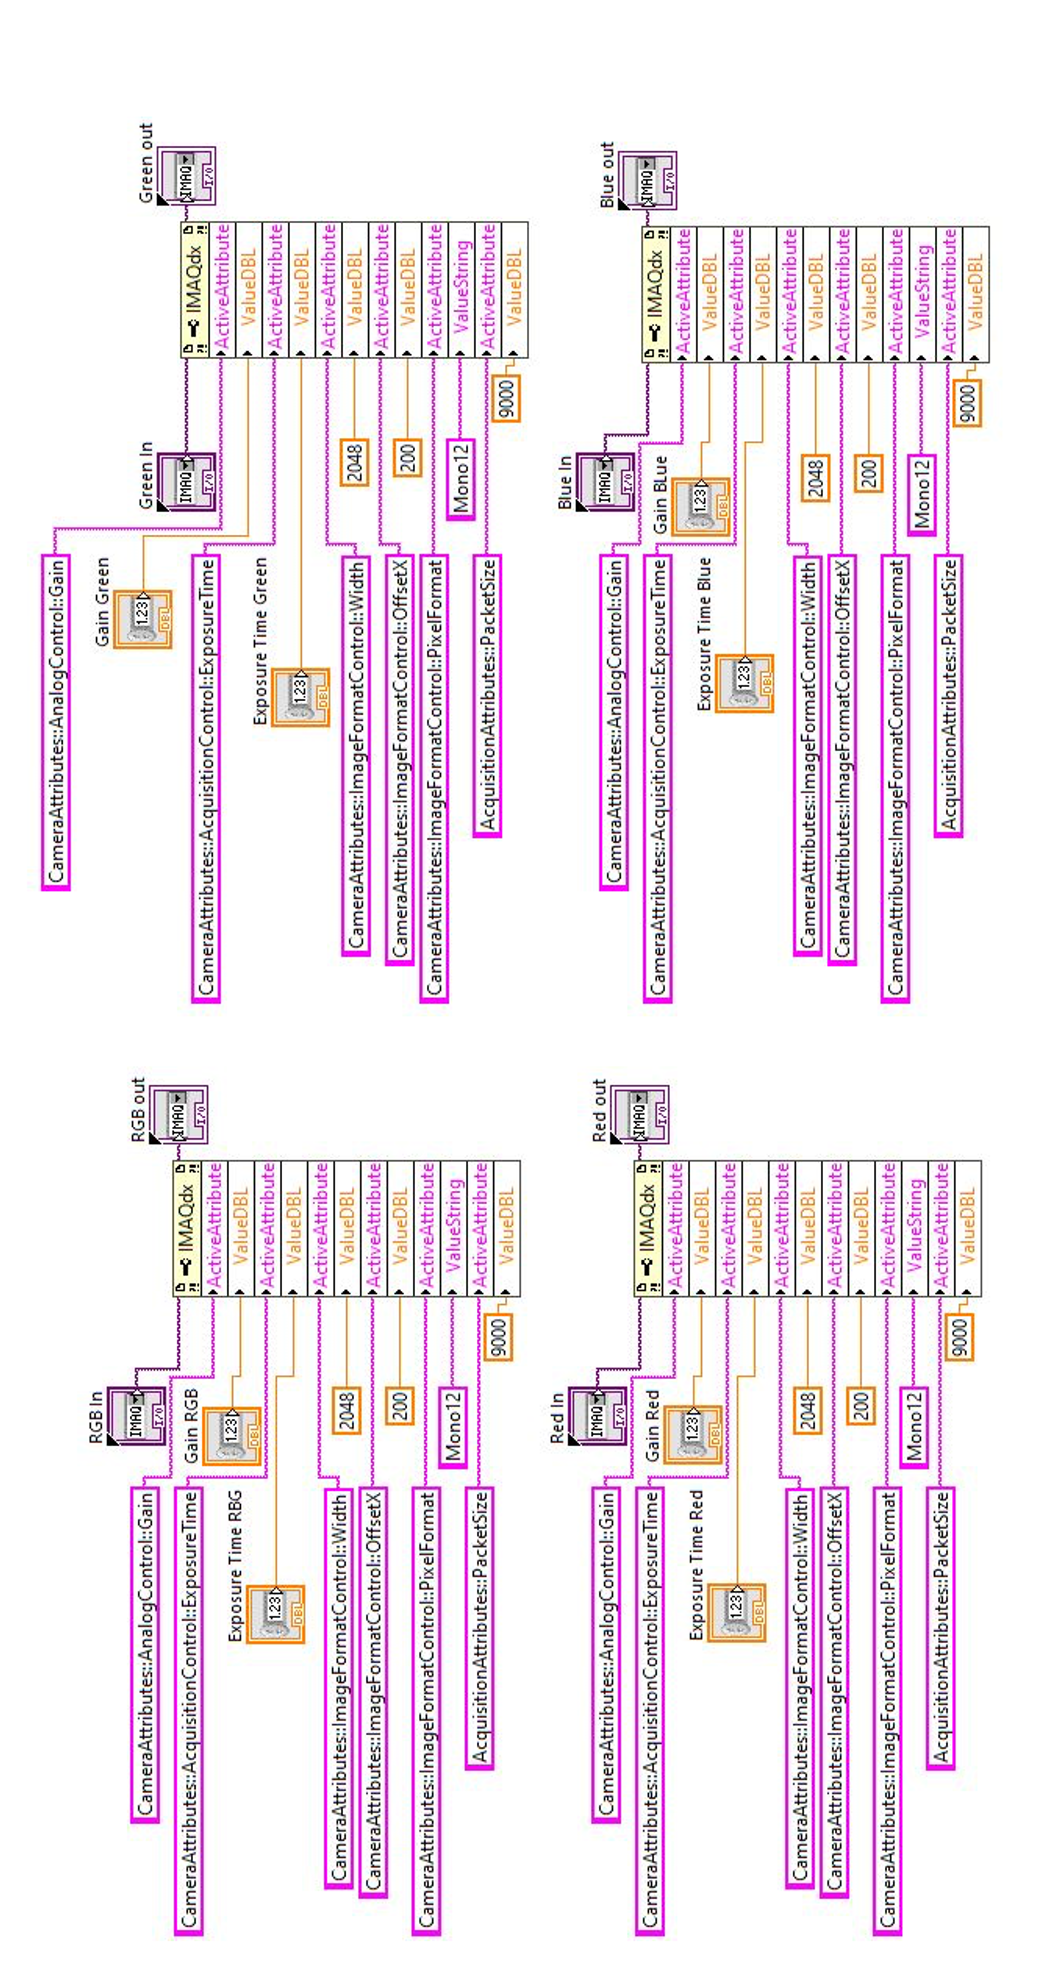 RGB In
IMAQ
I/O
RGB out
IMAQ
I/O
IMAQdx
CameraAttributes::AnalogControl::Gain
ActiveAttribute
Gain RGB
1.23
DBL
ValueDBL
CameraAttributes::AcquisitionControl::ExposureTime
ActiveAttribute
Exposure Time RBG
1.23
DBL
ValueDBL
CameraAttributes::ImageFormatControl::Width
ActiveAttribute
2048
ValueDBL
CameraAttributes::ImageFormatControl::OffsetX
ActiveAttribute
200
ValueDBL
CameraAttributes::ImageFormatControl::PixelFormat
ActiveAttribute
Mono12
ValueString
AcquisitionAttributes::PacketSize
ActiveAttribute
9000
ValueDBL
Green In
IMAQ
I/O
Green out
IMAQ
I/O
IMAQdx
CameraAttributes::AnalogControl::Gain
ActiveAttribute
Gain Green
1.23
DBL
ValueDBL
CameraAttributes::AcquisitionControl::ExposureTime
ActiveAttribute
Exposure Time Green
1.23
DBL
ValueDBL
CameraAttributes::ImageFormatControl::Width
ActiveAttribute
2048
ValueDBL
CameraAttributes::ImageFormatControl::OffsetX
ActiveAttribute
200
ValueDBL
CameraAttributes::ImageFormatControl::PixelFormat
ActiveAttribute
Mono12
ValueString
AcquisitionAttributes::PacketSize
ActiveAttribute
9000
ValueDBL
Red In
IMAQ
I/O
Red out
IMAQ
I/O
IMAQdx
CameraAttributes::AnalogControl::Gain
ActiveAttribute
Gain Red
1.23
DBL
ValueDBL
CameraAttributes::AcquisitionControl::ExposureTime
ActiveAttribute
Exposure Time Red
1.23
DBL
ValueDBL
CameraAttributes::ImageFormatControl::Width
ActiveAttribute
2048
ValueDBL
CameraAttributes::ImageFormatControl::OffsetX
ActiveAttribute
200
ValueDBL
CameraAttributes::ImageFormatControl::PixelFormat
ActiveAttribute
Mono12
ValueString
AcquisitionAttributes::PacketSize
ActiveAttribute
9000
ValueDBL
Blue In
IMAQ
I/O
Blue out
IMAQ
I/O
IMAQdx
CameraAttributes::AnalogControl::Gain
ActiveAttribute
Gain BLue
1.23
DBL
ValueDBL
CameraAttributes::AcquisitionControl::ExposureTime
ActiveAttribute
Exposure Time Blue
1.23
DBL
ValueDBL
CameraAttributes::ImageFormatControl::Width
ActiveAttribute
2048
ValueDBL
CameraAttributes::ImageFormatControl::OffsetX
ActiveAttribute
200
ValueDBL
CameraAttributes::ImageFormatControl::PixelFormat
ActiveAttribute
Mono12
ValueString
AcquisitionAttributes::PacketSize
ActiveAttribute
9000
ValueDBL